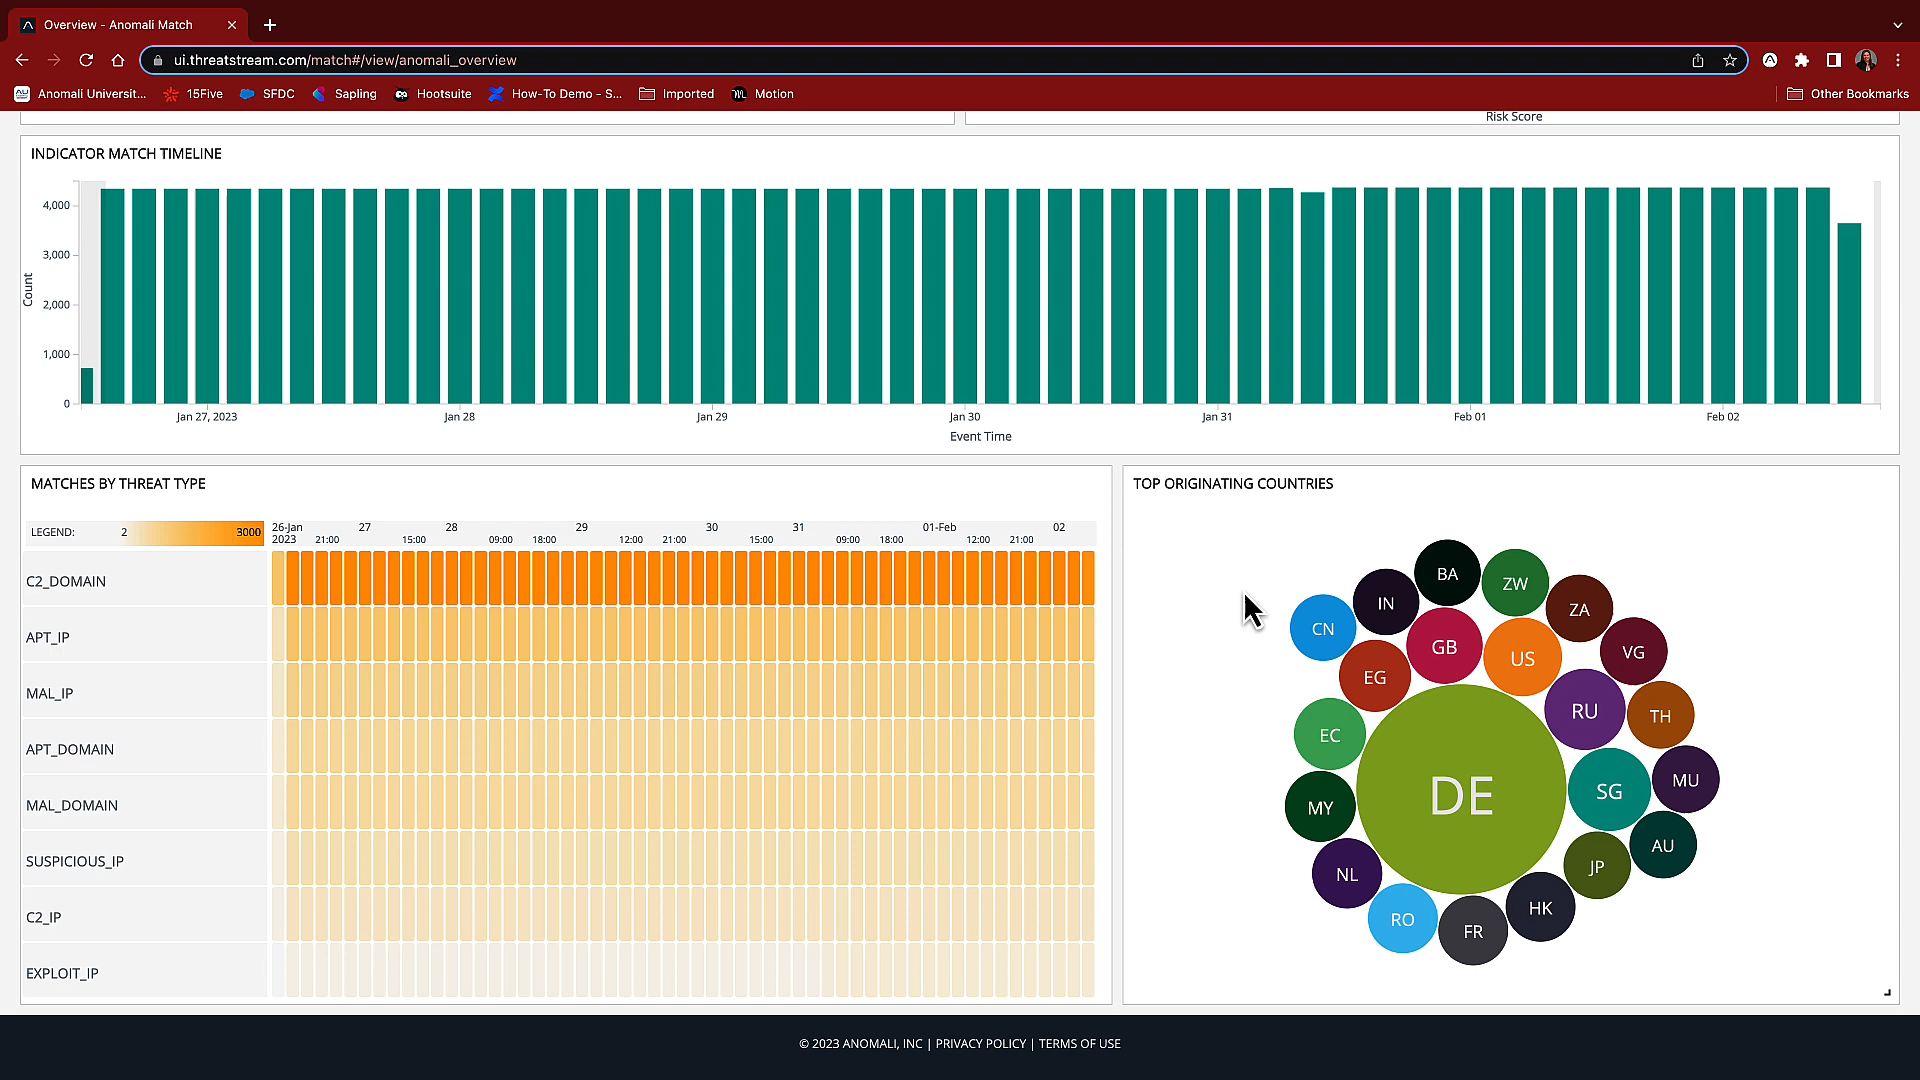 Overview - Anomali Match
ui.threatstream.com/match#/view/anomali_overview
AU Anomali Universit... 15Five SFDC Sapling Hootsuite How-To Demo - S... Imported Motion Other Bookmarks
Risk Score
INDICATOR MATCH TIMELINE
4,000
3,000
2,000
1,000
0
Count
Jan 27, 2023 Jan 28 Jan 29 Jan 30 Jan 31 Feb 01 Feb 02
Event Time
MATCHES BY THREAT TYPE
LEGEND: 2 3000
26-Jan 27 28 29 30 31 01-Feb 02
2023 21:00 15:00 09:00 18:00 12:00 21:00 15:00 09:00 18:00 12:00 21:00
C2_DOMAIN
APT_IP
MAL_IP
APT_DOMAIN
MAL_DOMAIN
SUSPICIOUS_IP
C2_IP
EXPLOIT_IP
TOP ORIGINATING COUNTRIES
BA
ZW
IN
ZA
CN
GB
VG
US
EG
RU
TH
EC
MU
SG
DE
MY
AU
JP
NL
HK
RO
FR
© 2023 ANOMALI, INC | PRIVACY POLICY | TERMS OF USE